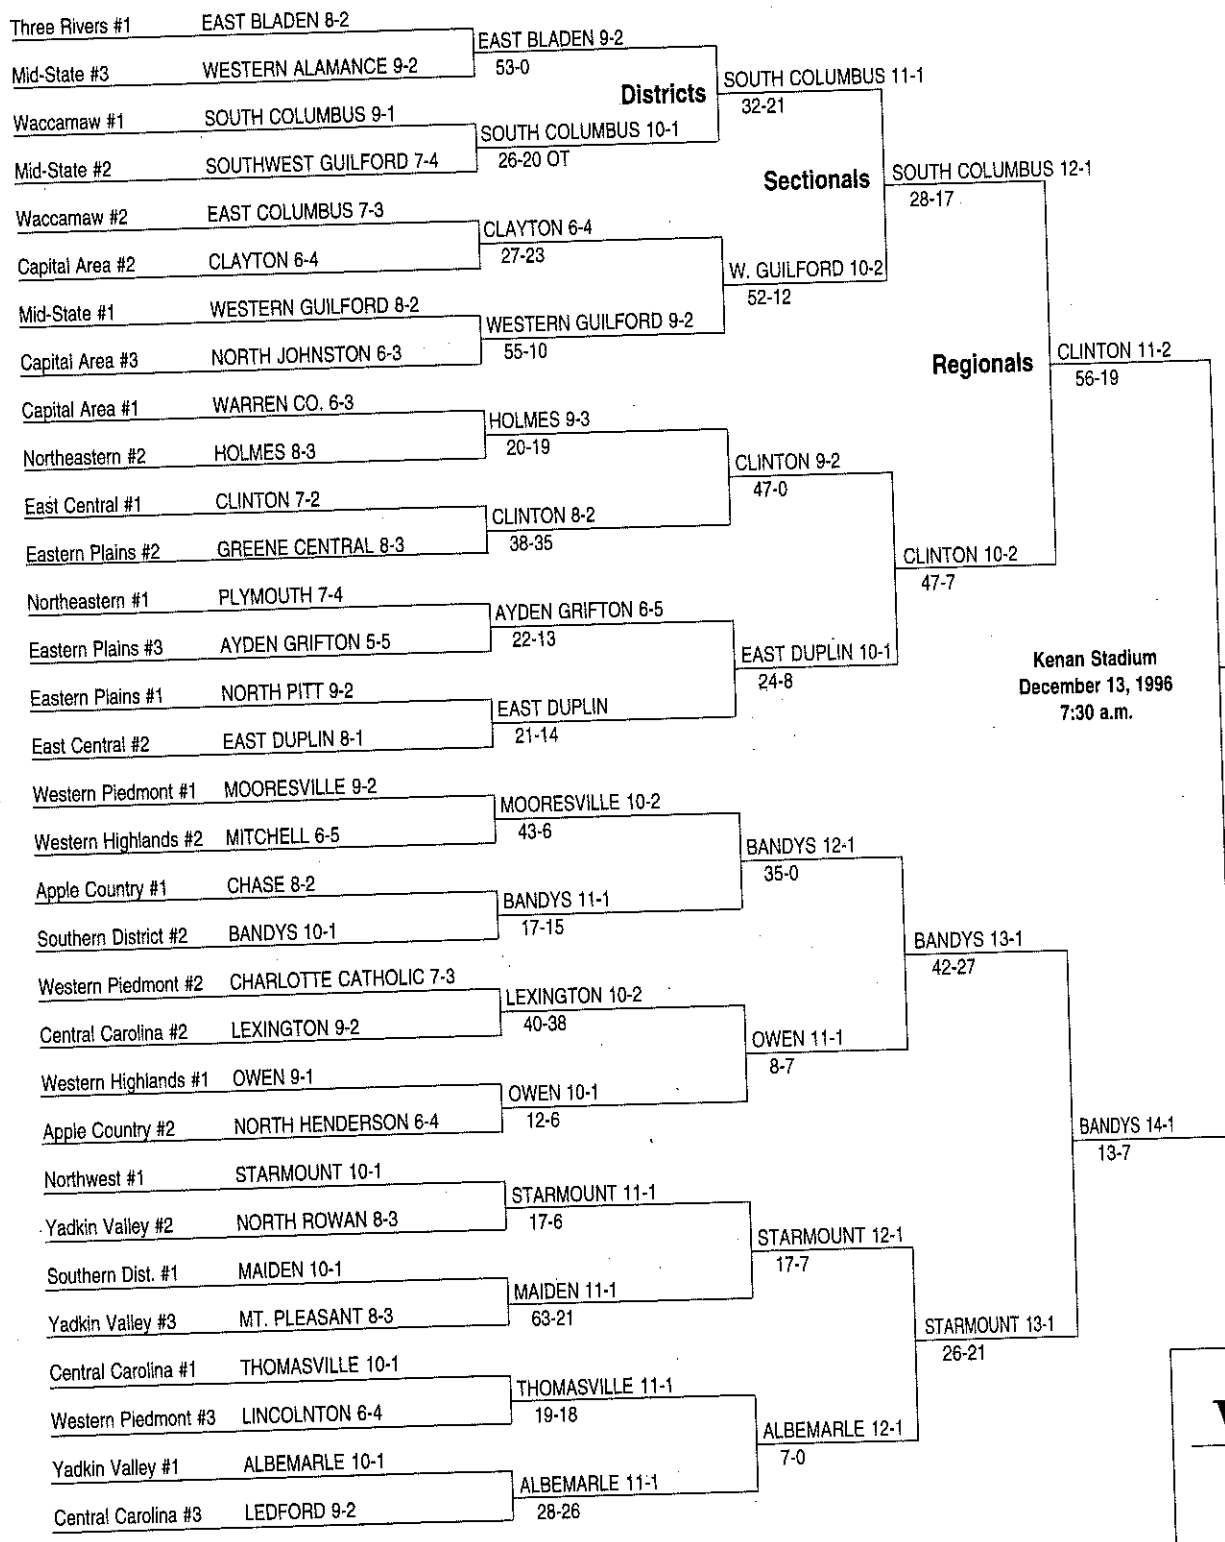 Three Rivers #1 EAST BLADEN 8-2
EAST BLADEN 9-2
53-0
Mid-State #3 WESTERN ALAMANCE 9-2
Districts
SOUTH COLUMBUS 11-1
32-21
Waccamaw #1 SOUTH COLUMBUS 9-1
SOUTH COLUMBUS 10-1
26-20 OT
Mid-State #2 SOUTHWEST GUILFORD 7-4
Sectionals
SOUTH COLUMBUS 12-1
28-17
Waccamaw #2 EAST COLUMBUS 7-3
CLAYTON 6-4
27-23
Capital Area #2 CLAYTON 6-4
W. GUILFORD 10-2
52-12
Mid-State #1 WESTERN GUILFORD 8-2
WESTERN GUILFORD 9-2
55-10
Capital Area #3 NORTH JOHNSTON 6-3
Regionals
CLINTON 11-2
56-19
Capital Area #1 WARREN CO. 6-3
HOLMES 9-3
20-19
Northeastern #2 HOLMES 8-3
CLINTON 9-2
47-0
East Central #1 CLINTON 7-2
CLINTON 8-2
38-35
Eastern Plains #2 GREENE CENTRAL 8-3
CLINTON 10-2
47-7
Northeastern #1 PLYMOUTH 7-4
AYDEN GRIFTON 6-5
22-13
Eastern Plains #3 AYDEN GRIFTON 5-5
EAST DUPLIN 10-1
24-8
Kenan Stadium
December 13, 1996
7:30 a.m.
Eastern Plains #1 NORTH PITT 9-2
EAST DUPLIN
21-14
East Central #2 EAST DUPLIN 8-1
Western Piedmont #1 MOORESVILLE 9-2
MOORESVILLE 10-2
43-6
Western Highlands #2 MITCHELL 6-5
BANDYS 12-1
35-0
Apple Country #1 CHASE 8-2
BANDYS 11-1
17-15
Southern District #2 BANDYS 10-1
BANDYS 13-1
42-27
Western Piedmont #2 CHARLOTTE CATHOLIC 7-3
LEXINGTON 10-2
40-38
Central Carolina #2 LEXINGTON 9-2
OWEN 11-1
8-7
Western Highlands #1 OWEN 9-1
OWEN 10-1
12-6
Apple Country #2 NORTH HENDERSON 6-4
BANDYS 14-1
13-7
Northwest #1 STARMOUNT 10-1
STARMOUNT 11-1
17-6
Yadkin Valley #2 NORTH ROWAN 8-3
STARMOUNT 12-1
17-7
Southern Dist. #1 MAIDEN 10-1
MAIDEN 11-1
63-21
Yadkin Valley #3 MT. PLEASANT 8-3
STARMOUNT 13-1
26-21
Central Carolina #1 THOMASVILLE 10-1
THOMASVILLE 11-1
19-18
Western Piedmont #3 LINCOLNTON 6-4
ALBEMARLE 12-1
7-0
Yadkin Valley #1 ALBEMARLE 10-1
ALBEMARLE 11-1
28-26
Central Carolina #3 LEDFORD 9-2